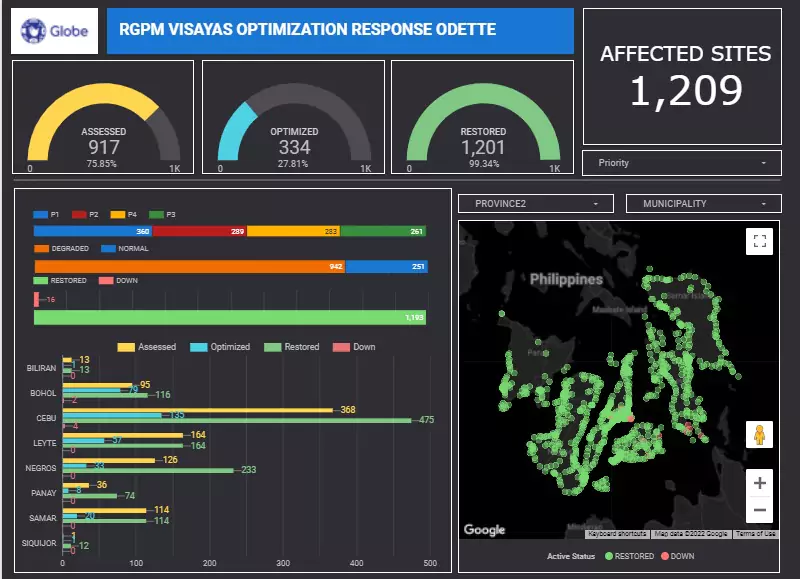 Globe
RGPM VISAYAS OPTIMIZATION RESPONSE ODETTE
AFFECTED SITES
1,209
ASSESSED
917
75.85%
0 1K
OPTIMIZED
334
27.81%
0 1K
RESTORED
1,201
99.34%
0 1K
Priority
PROVINCE2
MUNICIPALITY
P1 P2 P4 P3
360 289 283 261
DEGRADED NORMAL
942 251
RESTORED DOWN
16
1,193
Assessed Optimized Restored Down
BILIRAN 13 1 13 0
BOHOL 95 79 116 2
CEBU 368 135 475 4
LEYTE 164 57 164 0
NEGROS 126 33 233 0
PANAY 36 8 74 0
SAMAR 114 20 114 0
SIQUIJOR 1 1 12 0
0 100 200 300 400 500
Philippines
Masbate Island
Samar Island
Google
Keyboard shortcuts Map data ©2022 Google Terms of Use
Active Status RESTORED DOWN